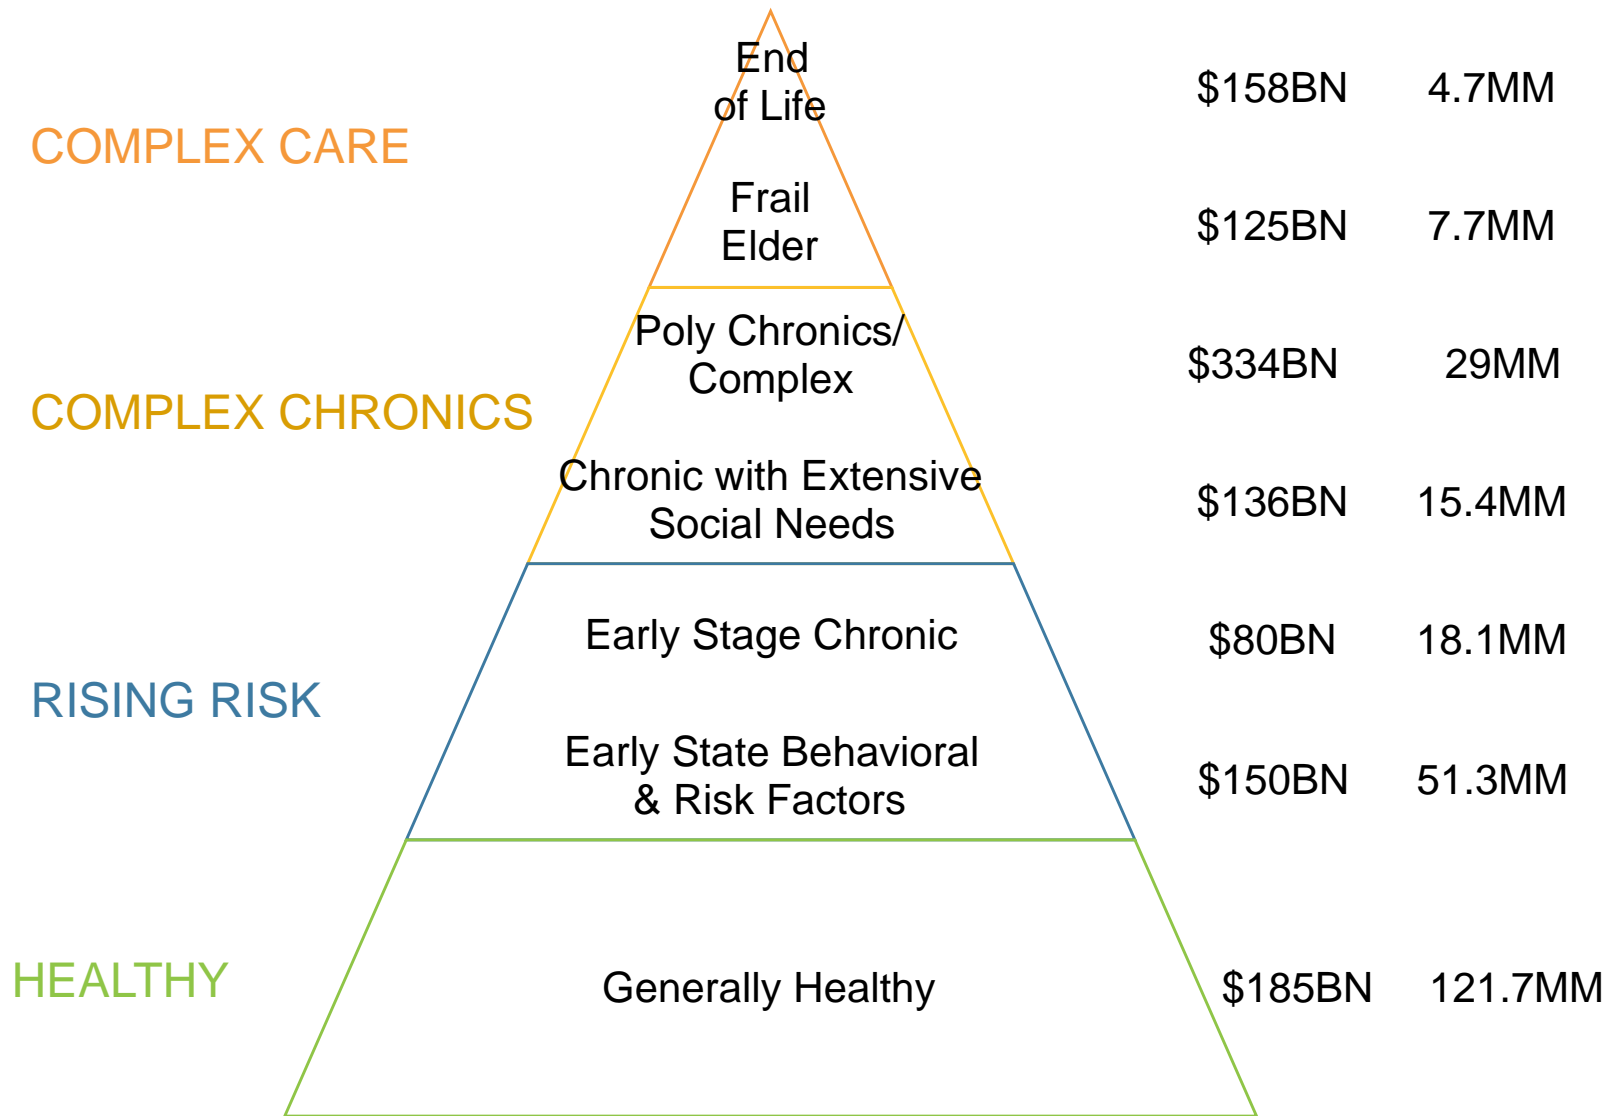 End
of Life
$158BN 4.7MM
COMPLEX CARE
Frail
Elder
$125BN 7.7MM
Poly Chronics/
Complex
$334BN 29MM
COMPLEX CHRONICS
Chronic with Extensive
Social Needs
$136BN 15.4MM
Early Stage Chronic
$80BN 18.1MM
RISING RISK
Early State Behavioral
& Risk Factors
$150BN 51.3MM
HEALTHY
Generally Healthy
$185BN 121.7MM